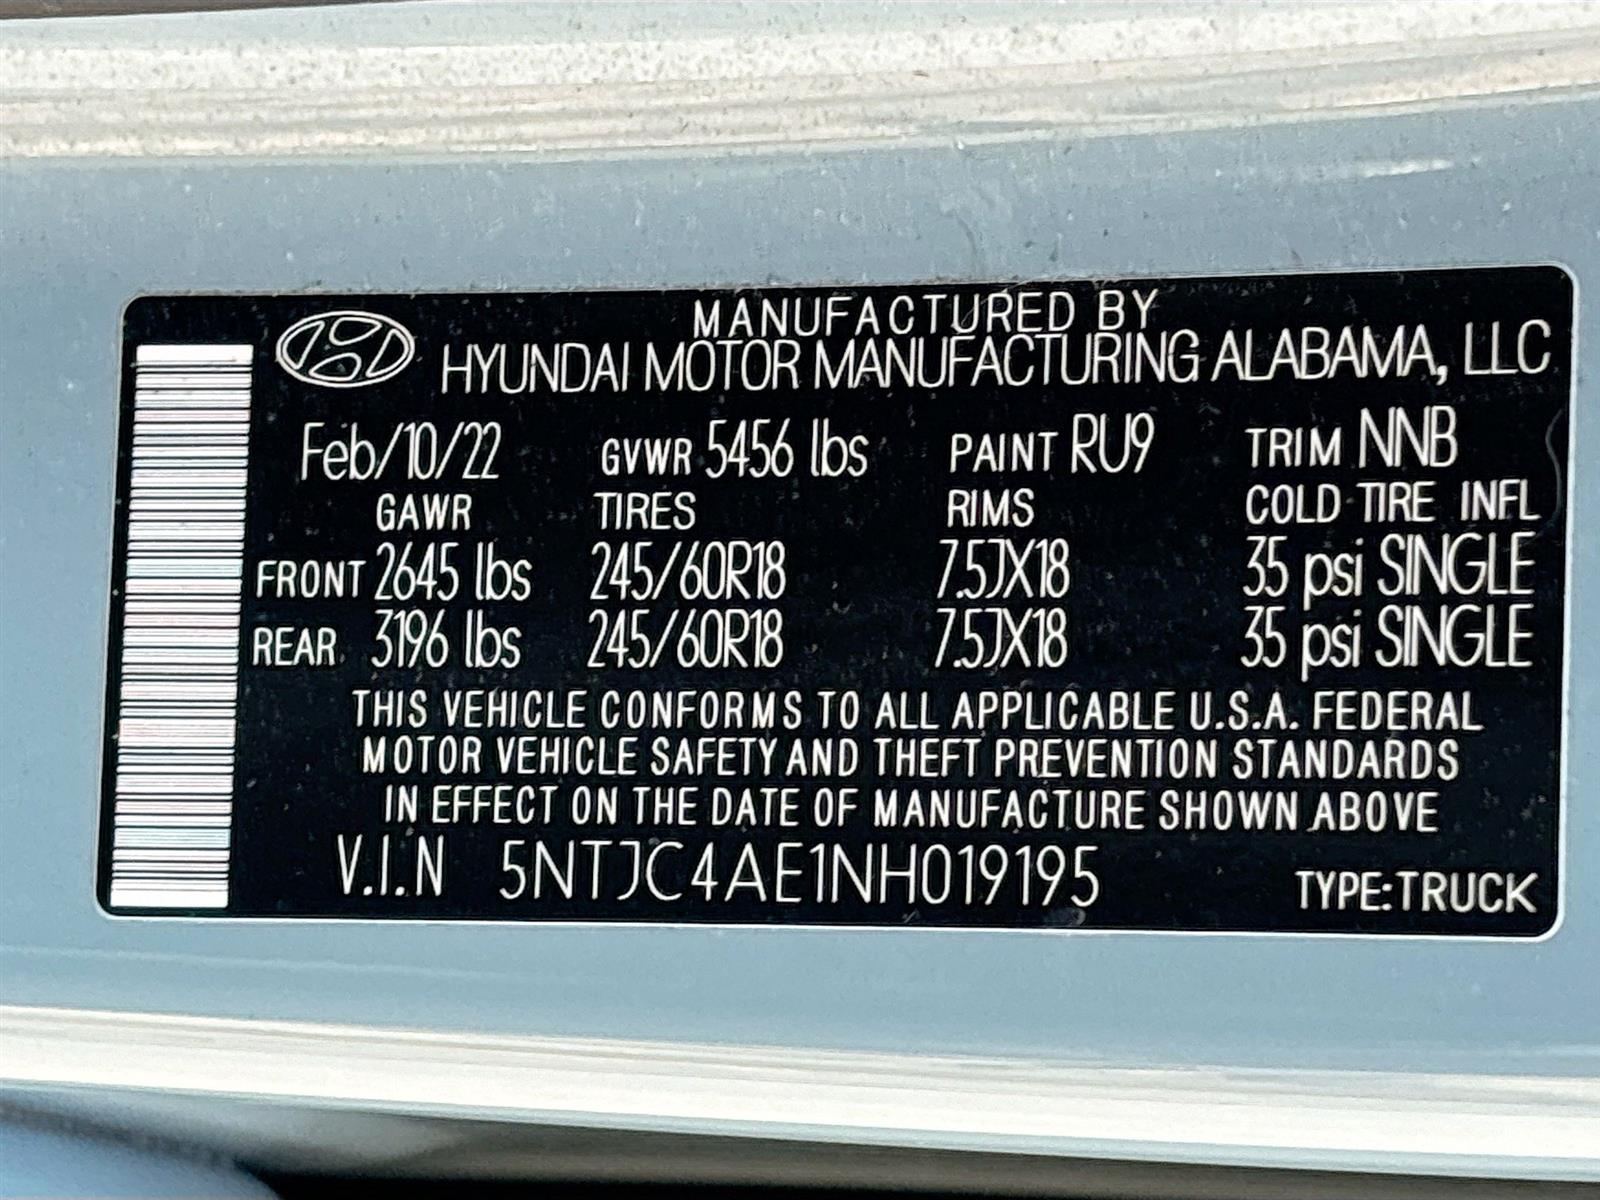 MANUFACTURED BY
HYUNDAI MOTOR MANUFACTURING ALABAMA, LLC
Feb/10/22 GVWR 5456 lbs PAINT RU9 TRIM NNB
GAWR TIRES RIMS COLD TIRE INFL
FRONT 2645 lbs 245/60R18 7.5JX18 35 psi SINGLE
REAR 3196 lbs 245/60R18 7.5JX18 35 psi SINGLE
THIS VEHICLE CONFORMS TO ALL APPLICABLE U.S.A. FEDERAL
MOTOR VEHICLE SAFETY AND THEFT PREVENTION STANDARDS
IN EFFECT ON THE DATE OF MANUFACTURE SHOWN ABOVE
V.I.N 5NTJC4AE1NH019195 TYPE:TRUCK